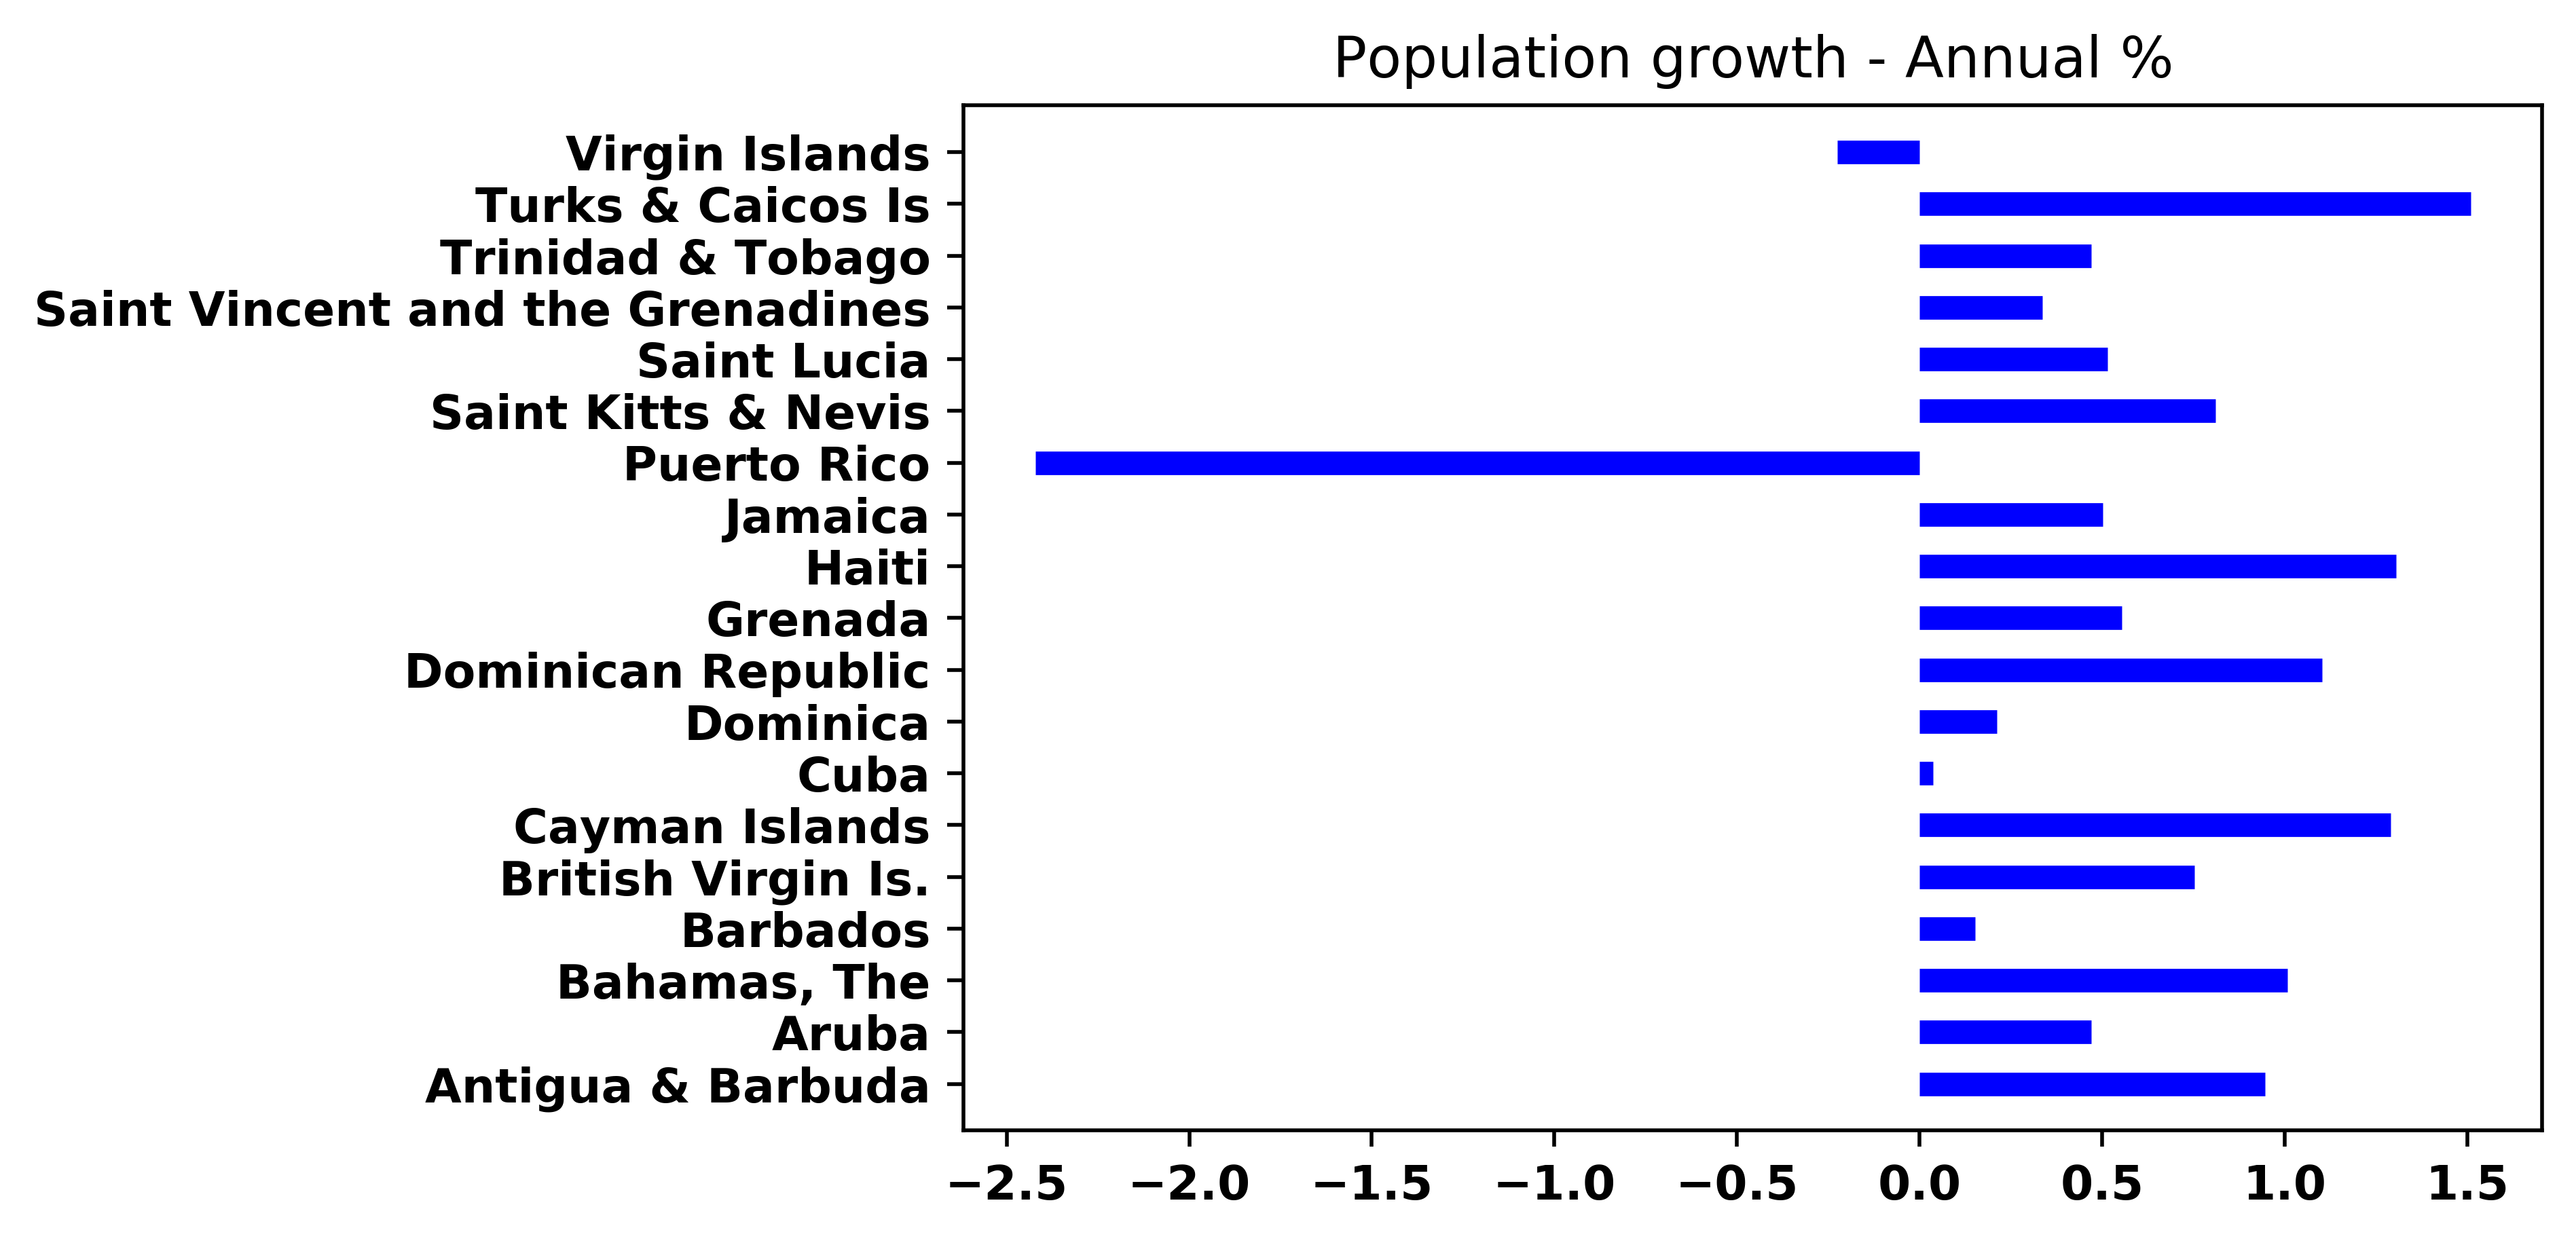 Population growth - Annual %
Virgin Islands
Turks & Caicos Is
Trinidad & Tobago
Saint Vincent and the Grenadines
Saint Lucia
Saint Kitts & Nevis
Puerto Rico
Jamaica
Haiti
Grenada
Dominican Republic
Dominica
Cuba
Cayman Islands
British Virgin Is.
Barbados
Bahamas, The
Aruba
Antigua & Barbuda
−2.5 −2.0 −1.5 −1.0 −0.5 0.0 0.5 1.0 1.5